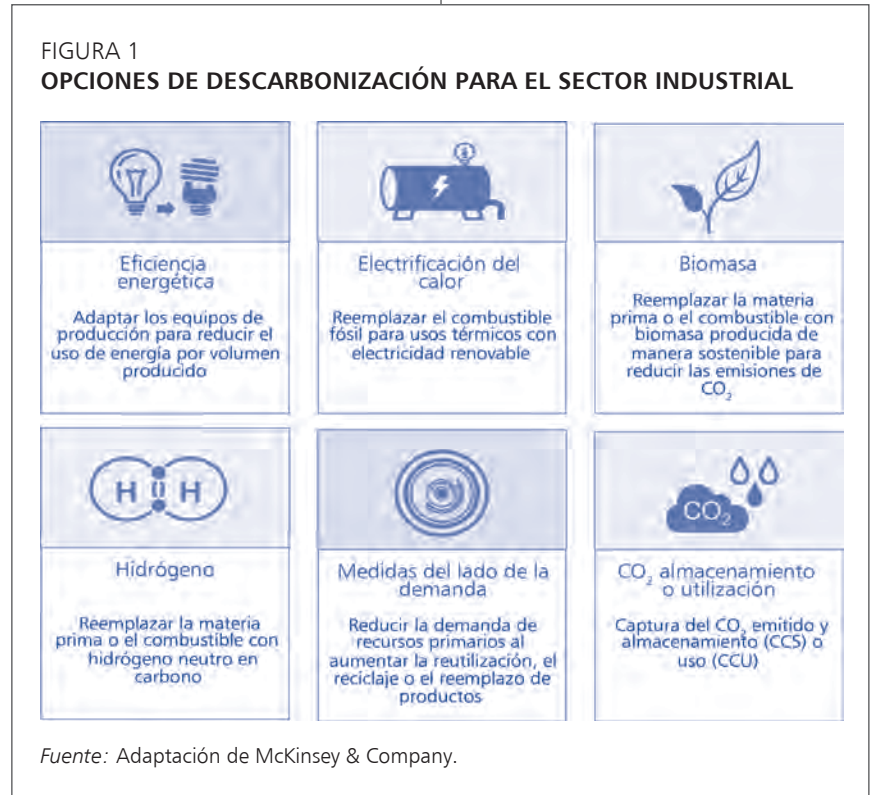 FIGURA 1
OPCIONES DE DESCARBONIZACIÓN PARA EL SECTOR INDUSTRIAL
Eficiencia
energética
Adaptar los equipos de
producción para reducir el
uso de energía por volumen
producido
Electrificación del
calor
Reemplazar el combustible
fósil para usos térmicos con
electricidad renovable
Biomasa
Reemplazar la materia
prima o el combustible con
biomasa producida de
manera sostenible para
reducir las emisiones de
CO₂
H H
Hidrógeno
Reemplazar la materia
prima o el combustible con
hidrógeno neutro en
carbono
Medidas del lado de la
demanda
Reducir la demanda de
recursos primarios al
aumentar la reutilización, el
reciclaje o el reemplazo de
productos
CO₂
CO₂ almacenamiento
o utilización
Captura del CO₂ emitido y
almacenamiento (CCS) o
uso (CCU)
Fuente: Adaptación de McKinsey & Company.